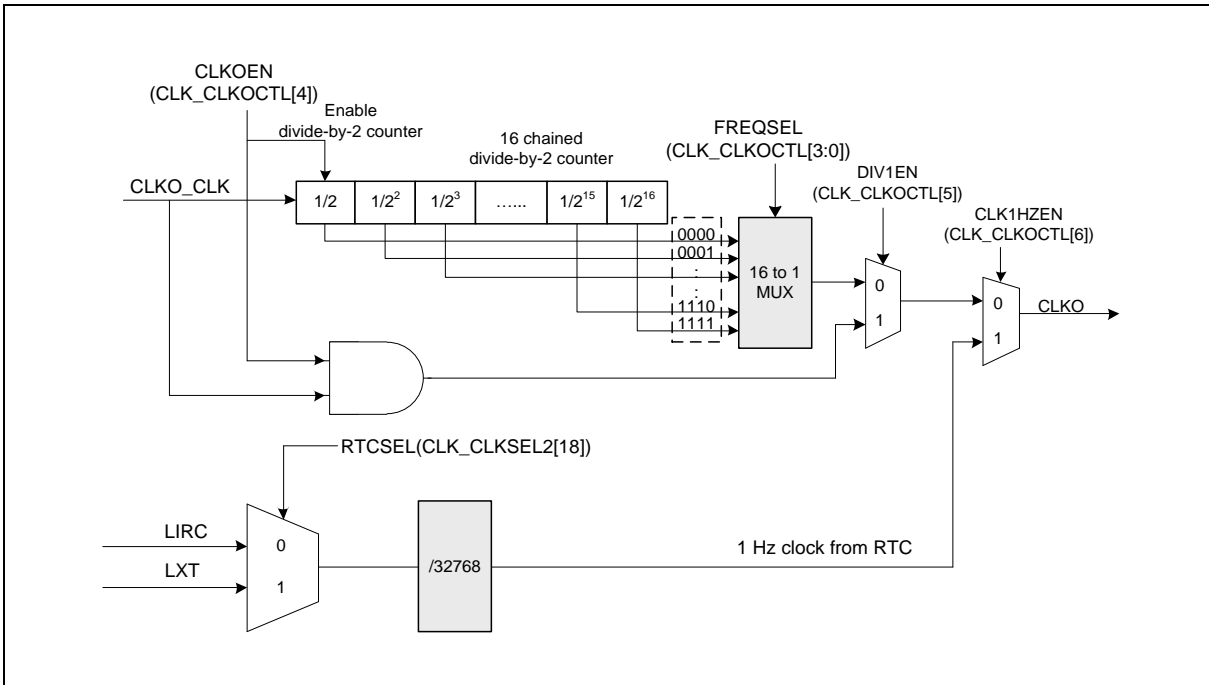 CLKOEN
(CLK_CLKOCTL[4])
Enable
divide-by-2 counter
16 chained
divide-by-2 counter
FREQSEL
(CLK_CLKOCTL[3:0])
DIV1EN
(CLK_CLKOCTL[5])
CLK1HZEN
(CLK_CLKOCTL[6])
CLKO_CLK
1/2
1/2²
1/2³
…...
1/2¹⁵
1/2¹⁶
0000
0001
:
:
1110
1111
16 to 1
MUX
0
1
0
1
CLKO
RTCSEL(CLK_CLKSEL2[18])
LIRC
LXT
0
1
/32768
1 Hz clock from RTC